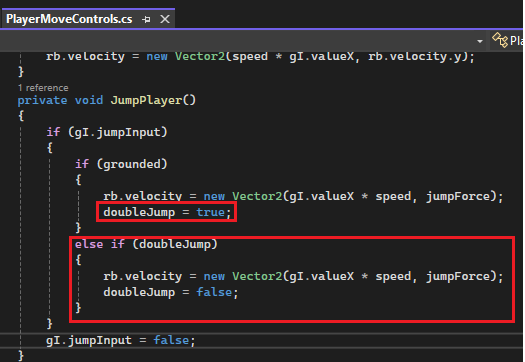 PlayerMoveControls.cs
Pla
rb.velocity = new Vector2(speed * gI.valueX, rb.velocity.y);
}
1 reference
private void JumpPlayer()
{
if (gI.jumpInput)
{
if (grounded)
{
rb.velocity = new Vector2(gI.valueX * speed, jumpForce);
doubleJump = true;
}
else if (doubleJump)
{
rb.velocity = new Vector2(gI.valueX * speed, jumpForce);
doubleJump = false;
}
}
gI.jumpInput = false;
}